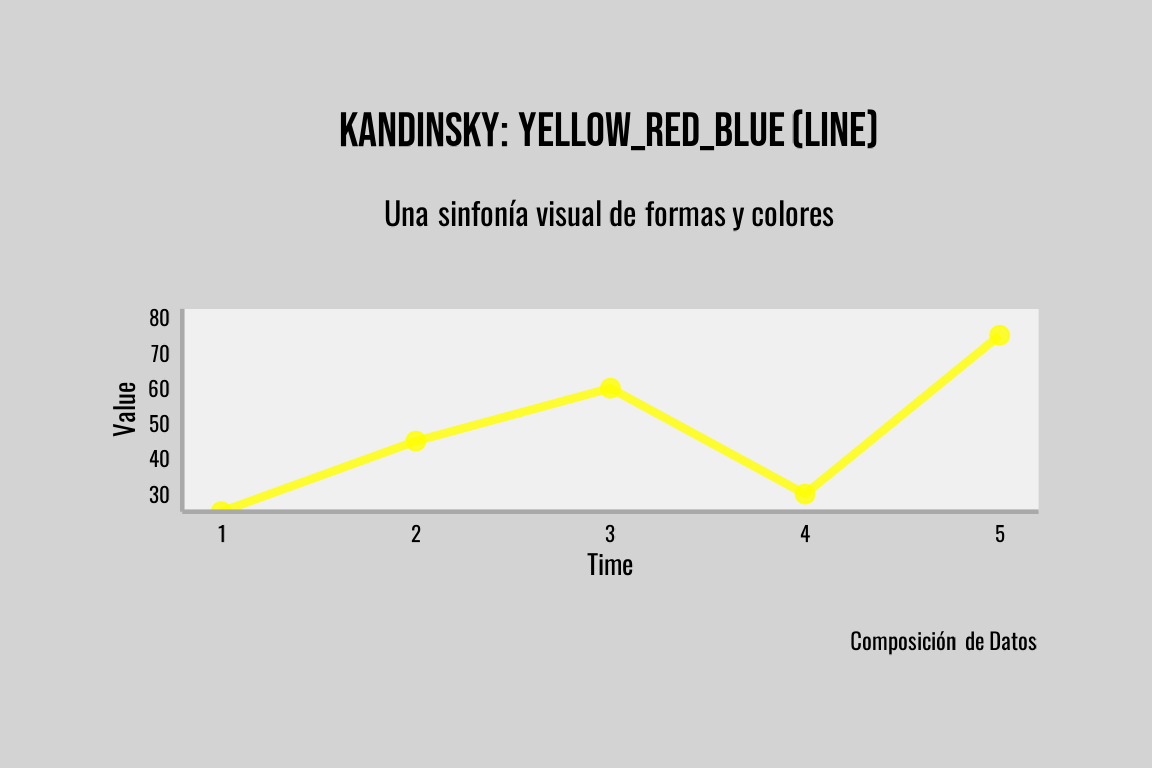 KANDINSKY: YELLOW_RED_BLUE (LINE)
Una sinfonía visual de formas y colores
80
70
60
50
40
30
Value
1 2 3 4 5
Time
Composición de Datos